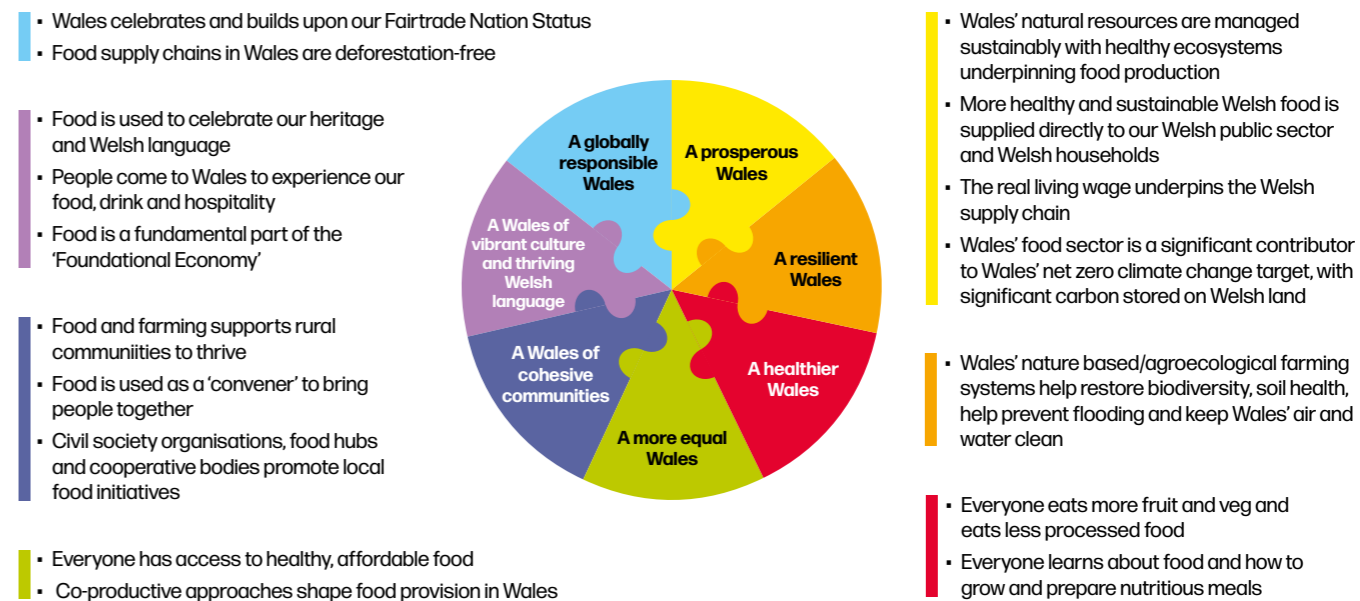 ▪ Wales celebrates and builds upon our Fairtrade Nation Status
▪ Food supply chains in Wales are deforestation-free
▪ Food is used to celebrate our heritage
and Welsh language
▪ People come to Wales to experience our
food, drink and hospitality
▪ Food is a fundamental part of the
‘Foundational Economy’
▪ Food and farming supports rural
communiities to thrive
▪ Food is used as a ‘convener’ to bring
people together
▪ Civil society organisations, food hubs
and cooperative bodies promote local
food initiatives
▪ Everyone has access to healthy, affordable food
▪ Co-productive approaches shape food provision in Wales
A globally
responsible
Wales
A prosperous
Wales
A Wales of
vibrant culture
and thriving
Welsh
language
A resilient
Wales
A Wales of
cohesive
communities
A healthier
Wales
A more equal
Wales
▪ Wales’ natural resources are managed
sustainably with healthy ecosystems
underpinning food production
▪ More healthy and sustainable Welsh food is
supplied directly to our Welsh public sector
and Welsh households
▪ The real living wage underpins the Welsh
supply chain
▪ Wales’ food sector is a significant contributor
to Wales’ net zero climate change target, with
significant carbon stored on Welsh land
▪ Wales’ nature based/agroecological farming
systems help restore biodiversity, soil health,
help prevent flooding and keep Wales’ air and
water clean
▪ Everyone eats more fruit and veg and
eats less processed food
▪ Everyone learns about food and how to
grow and prepare nutritious meals